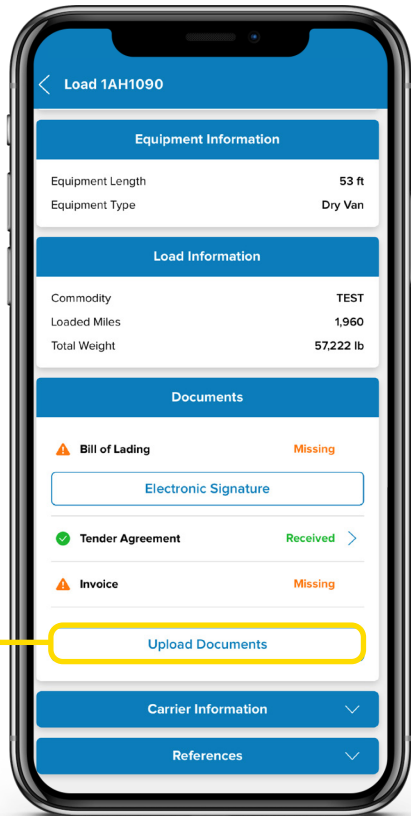 Load 1AH1090
Equipment Information
Equipment Length 53 ft
Equipment Type Dry Van
Load Information
Commodity TEST
Loaded Miles 1,960
Total Weight 57,222 lb
Documents
Bill of Lading Missing
Electronic Signature
Tender Agreement Received
Invoice Missing
Upload Documents
Carrier Information
References